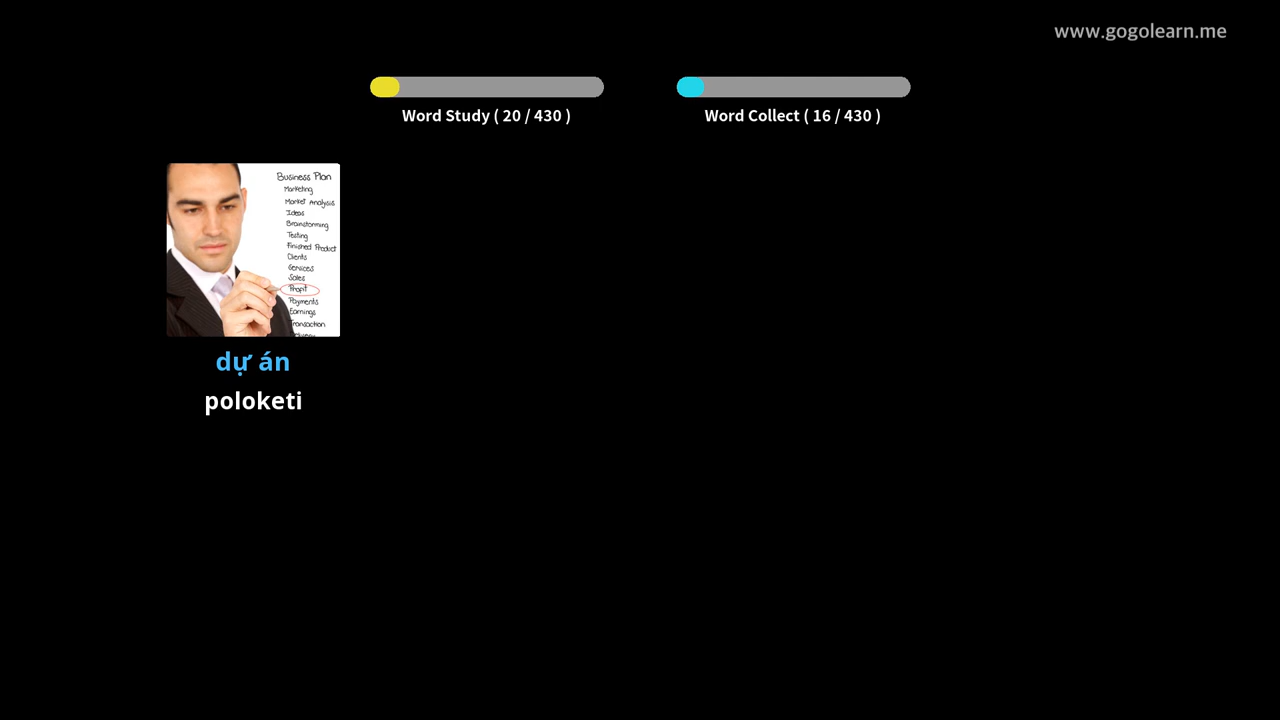 www.gogolearn.me
Word Study ( 20 / 430 )
Word Collect ( 16 / 430 )
Business Plan
Marketing
Market Analysis
Ideas
Brainstorming
Testing
Finished Product
Clients
Services
Sales
Profit
Payments
Earnings
Transaction
Delivery
dự án
poloketi